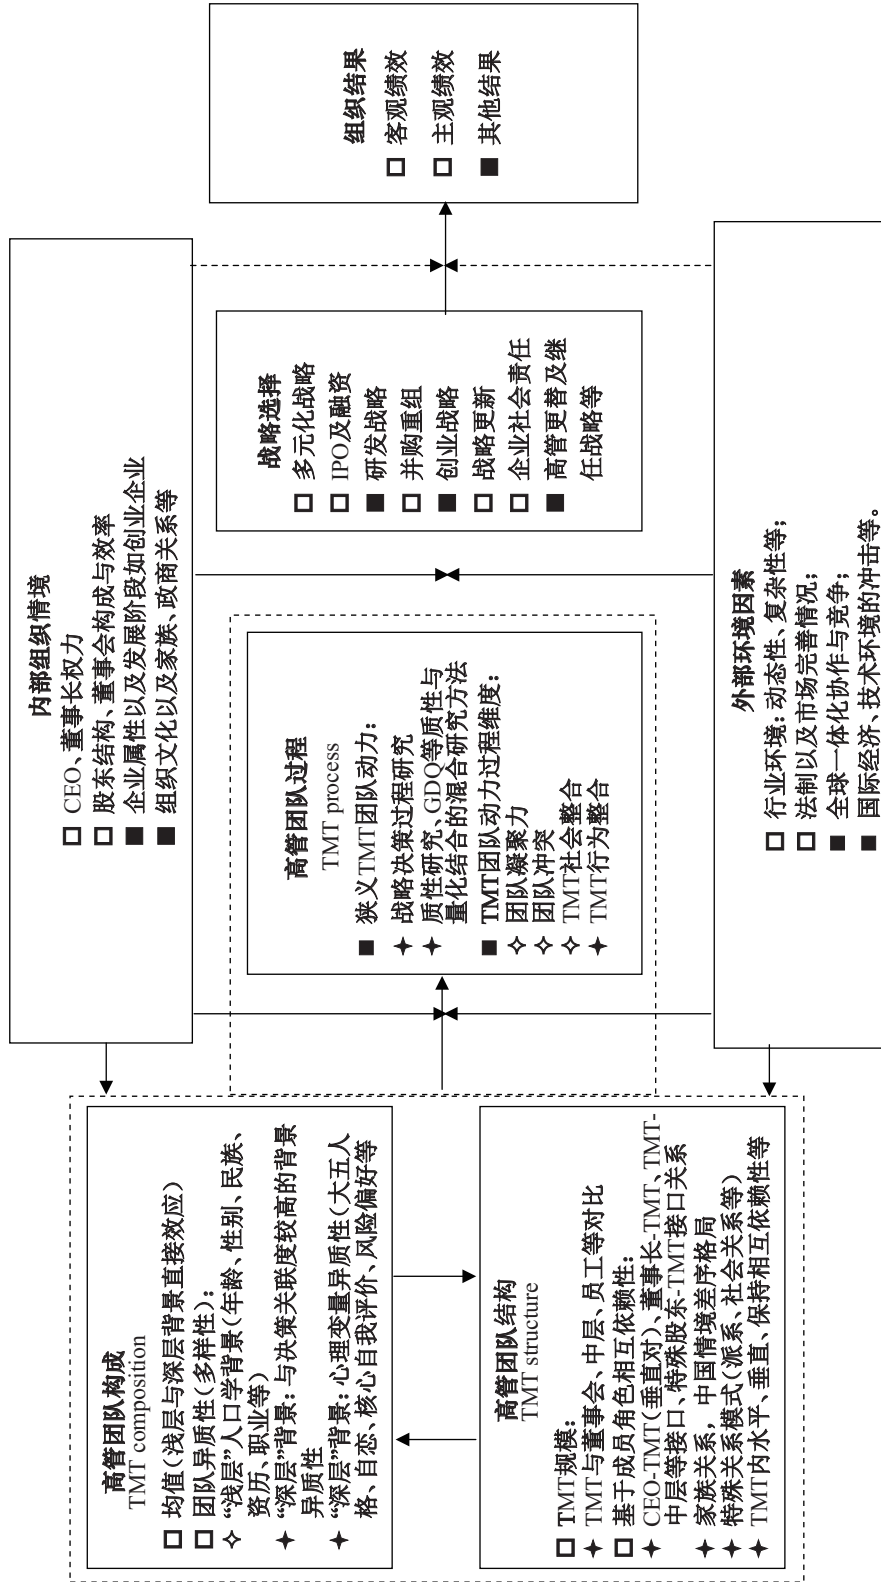 高管团队构成
TMT composition
□ 均值(浅层与深层背景直接效应)
□ 团队异质性(多样性):
✧ “浅层”人口学背景(年龄、性别、民族、
资历、职业等)
✦ “深层”背景:与决策关联度较高的背景
异质性
✦ “深层”背景:心理变量异质性(大五人
格、自恋、核心自我评价、风险偏好等
高管团队结构
TMT structure
□ TMT规模:
✦ TMT与董事会、中层、员工等对比
□ 基于成员角色相互依赖性:
✦ CEO-TMT(垂直对)、董事长-TMT、TMT-
中层等接口、特殊股东-TMT接口关系
✦ 家族关系,中国情境差序格局
✦ 特殊关系模式(派系、社会关系等)
✦ TMT内水平、垂直、保持相互依赖性等
内部组织情境
□ CEO、董事长权力
□ 股东结构、董事会构成与效率
■ 企业属性以及发展阶段如创业企业
■ 组织文化以及家族、政商关系等
高管团队过程
TMT process
■ 狭义TMT团队动力:
✦ 战略决策过程研究
✦ 质性研究、GDQ等质性与
量化结合的混合研究方法
■ TMT团队动力过程维度:
✧ 团队凝聚力
✧ 团队冲突
✧ TMT社会整合
✦ TMT行为整合
外部环境因素
□ 行业环境:动态性、复杂性等;
□ 法制以及市场完善情况;
■ 全球一体化协作与竞争;
■ 国际经济、技术环境的冲击等。
战略选择
□ 多元化战略
□ IPO及融资
■ 研发战略
□ 并购重组
■ 创业战略
□ 战略更新
□ 企业社会责任
■ 高管更替及继
任战略等
组织结果
□ 客观绩效
□ 主观绩效
■ 其他结果